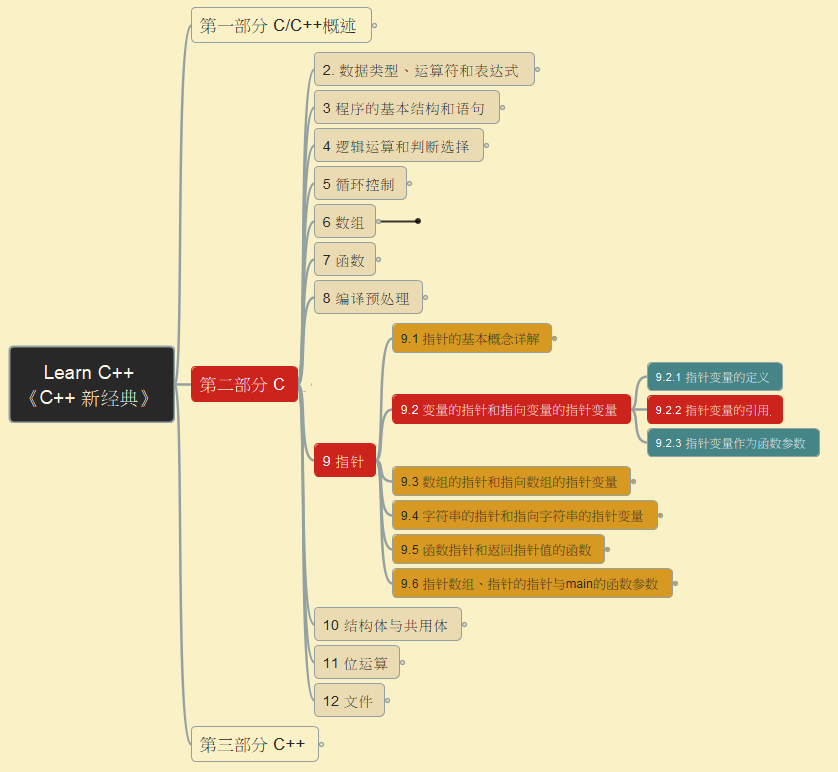 Learn C++
《C++ 新经典》
第一部分 C/C++概述
第二部分 C
2. 数据类型、运算符和表达式
3 程序的基本结构和语句
4 逻辑运算和判断选择
5 循环控制
6 数组
7 函数
8 编译预处理
9 指针
9.1 指针的基本概念详解
9.2 变量的指针和指向变量的指针变量
9.2.1 指针变量的定义
9.2.2 指针变量的引用.
9.2.3 指针变量作为函数参数
9.3 数组的指针和指向数组的指针变量
9.4 字符串的指针和指向字符串的指针变量
9.5 函数指针和返回指针值的函数
9.6 指针数组、指针的指针与main的函数参数
10 结构体与共用体
11 位运算
12 文件
第三部分 C++